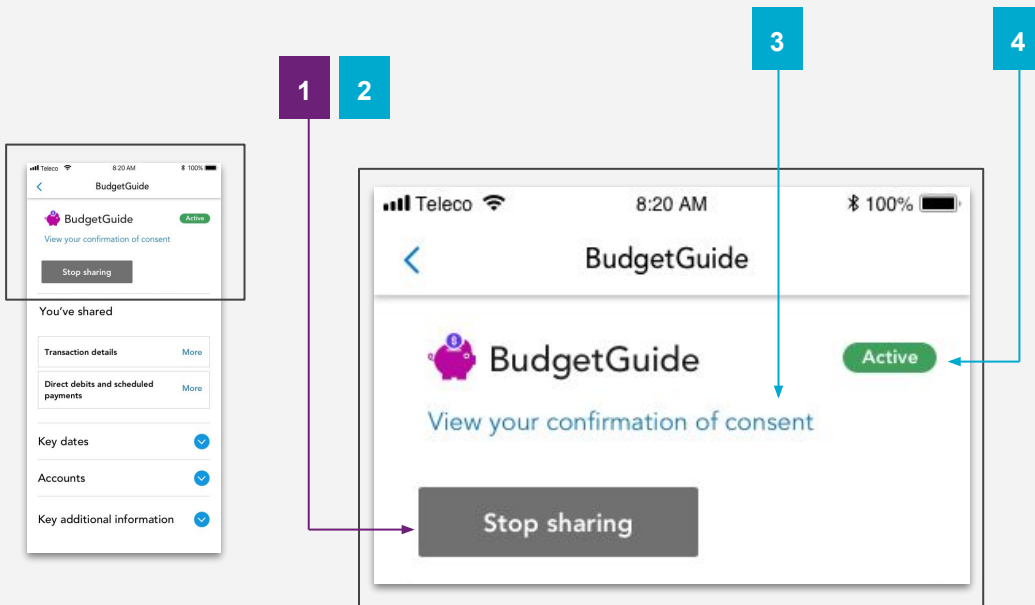 3
4
1
2
Teleco
8:20 AM
100%
BudgetGuide
BudgetGuide
Active
View your confirmation of consent
Stop sharing
You've shared
Transaction details
More
Direct debits and scheduled
payments
More
Key dates
Accounts
Key additional information
Teleco
8:20 AM
100%
BudgetGuide
BudgetGuide
Active
View your confirmation of consent
Stop sharing